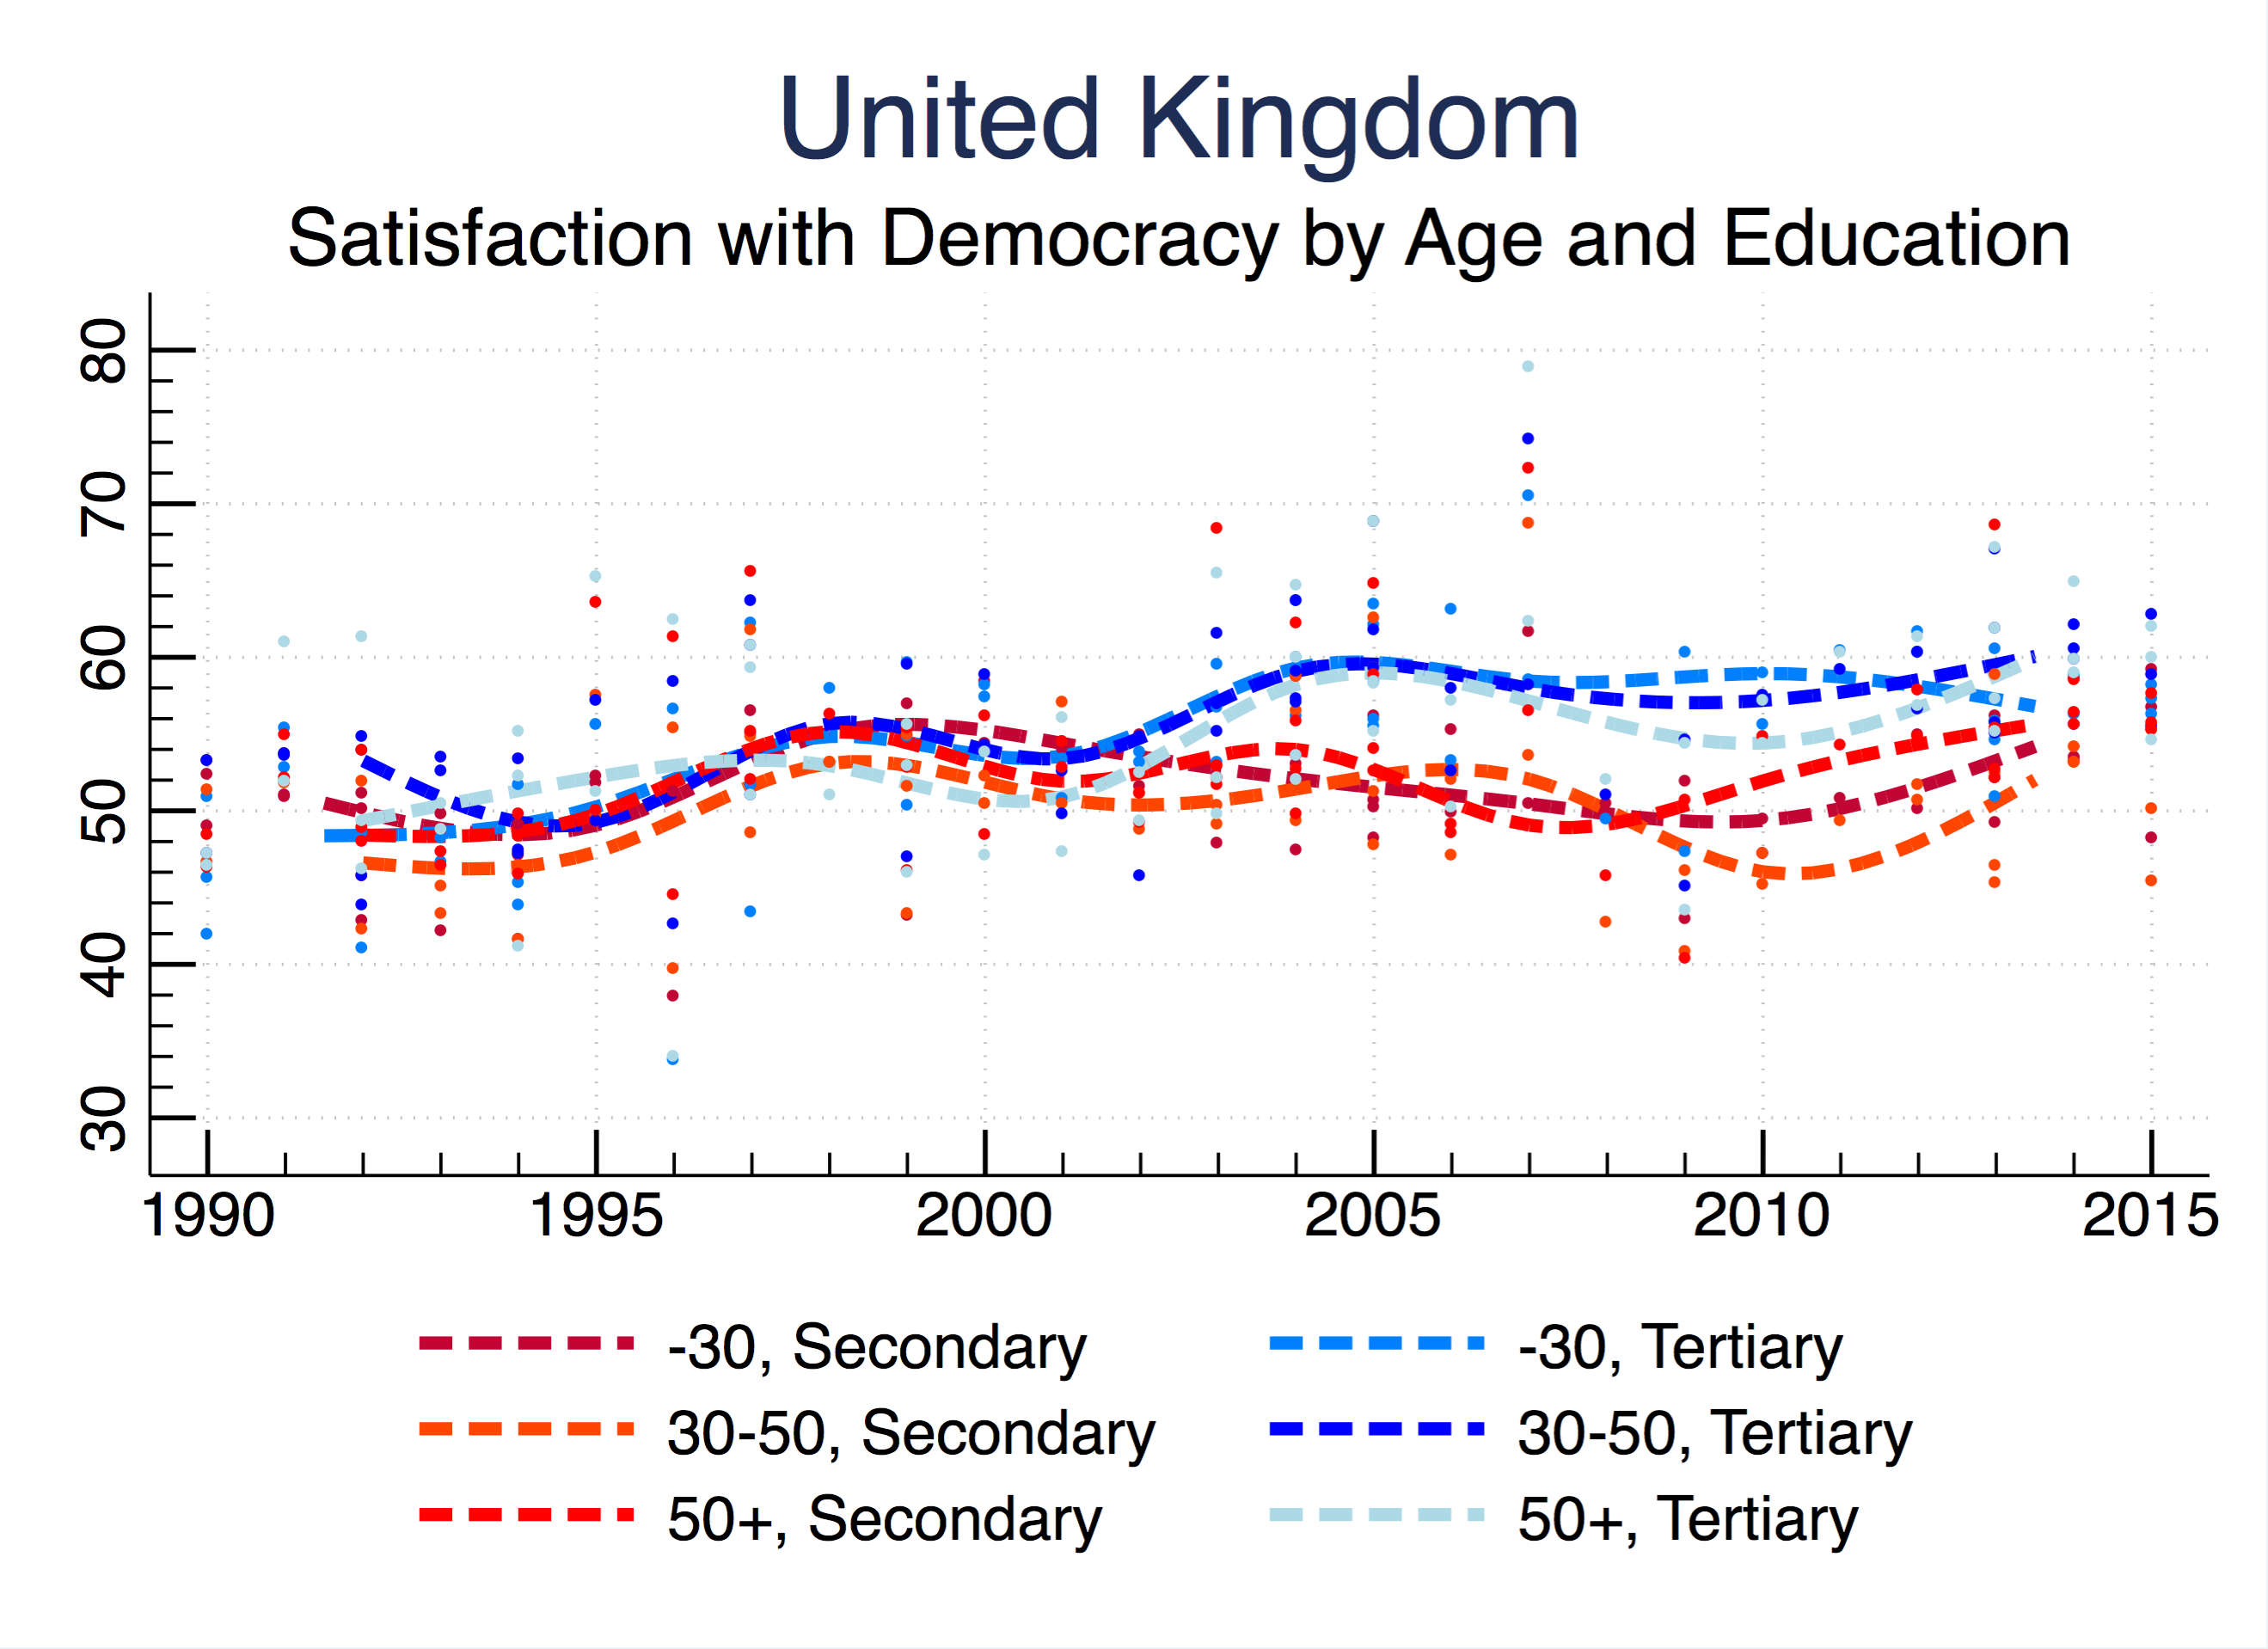 United Kingdom
Satisfaction with Democracy by Age and Education
80
70
60
50
40
30
1990 1995 2000 2005 2010 2015
-30, Secondary -30, Tertiary
30-50, Secondary 30-50, Tertiary
50+, Secondary 50+, Tertiary